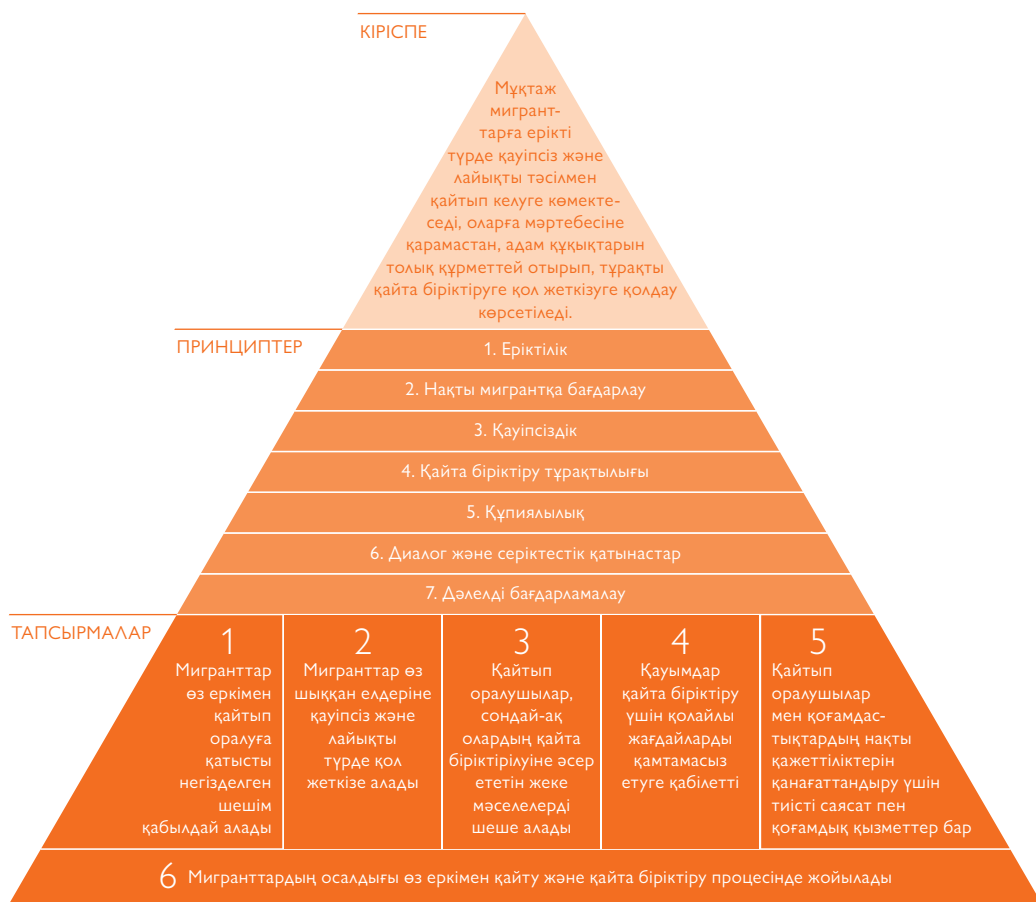 КІРІСПЕ
Мұқтаж
мигрант-
тарға ерікті
түрде қауіпсіз және
лайықты тәсілмен
қайтып келуге көмекте-
седі, оларға мәртебесіне
қарамастан, адам құқықтарын
толық құрметтей отырып, тұрақты
қайта біріктіруге қол жеткізуге қолдау
көрсетіледі.
ПРИНЦИПТЕР
1. Еріктілік
2. Нақты мигрантқа бағдарлау
3. Қауіпсіздік
4. Қайта біріктіру тұрақтылығы
5. Құпиялылық
6. Диалог және серіктестік қатынастар
7. Дәлелді бағдарламалау
ТАПСЫРМАЛАР
1
Мигранттар
өз еркімен
қайтып
оралуға
қатысты
негізделген
шешім
қабылдай алады
2
Мигранттар өз
шыққан елдеріне
қауіпсіз және
лайықты
түрде қол
жеткізе алады
3
Қайтып
оралушылар,
сондай-ақ
олардың қайта
біріктірілуіне әсер
ететін жеке
мәселелерді
шеше алады
4
Қауымдар
қайта біріктіру
үшін қолайлы
жағдайларды
қамтамасыз
етуге қабілетті
5
Қайтып
оралушылар
мен қоғамдас-
тықтардың нақты
қажеттіліктерін
қанағаттандыру үшін
тиісті саясат пен
қоғамдық қызметтер бар
6 Мигранттардың осалдығы өз еркімен қайту және қайта біріктіру процесінде жойылады